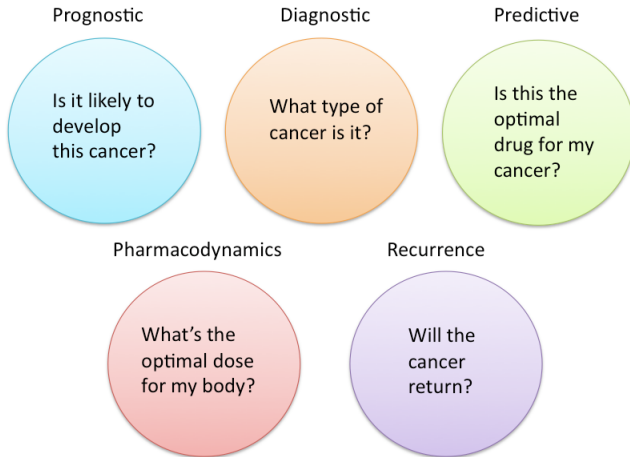 Prognostic
Diagnostic
Predictive
Is it likely to
develop
this cancer?
What type of
cancer is it?
Is this the
optimal
drug for my
cancer?
Pharmacodynamics
Recurrence
What's the
optimal dose
for my body?
Will the
cancer
return?